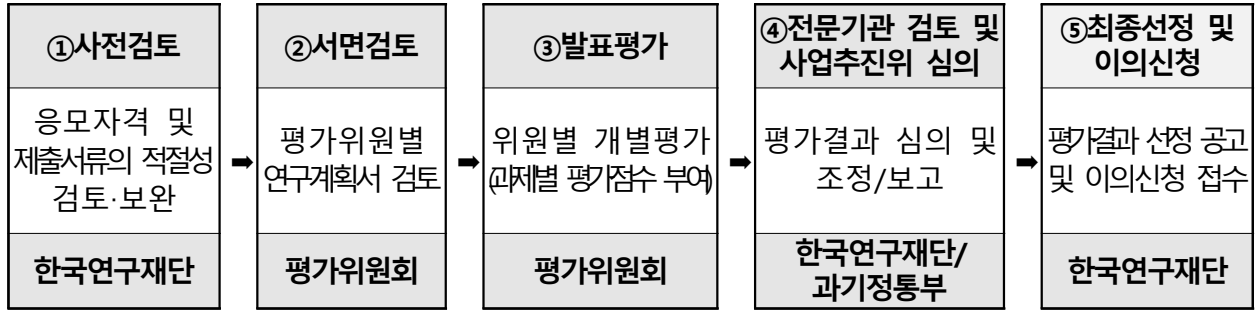 ①사전검토
응모자격 및
제출서류의 적절성
검토·보완
한국연구재단
➡
②서면검토
평가위원별
연구계획서 검토
평가위원회
➡
③발표평가
위원별 개별평가
(과제별 평가점수 부여)
평가위원회
➡
④전문기관 검토 및
사업추진위 심의
평가결과 심의 및
조정/보고
한국연구재단/
과기정통부
➡
⑤최종선정 및
이의신청
평가결과 선정 공고
및 이의신청 접수
한국연구재단